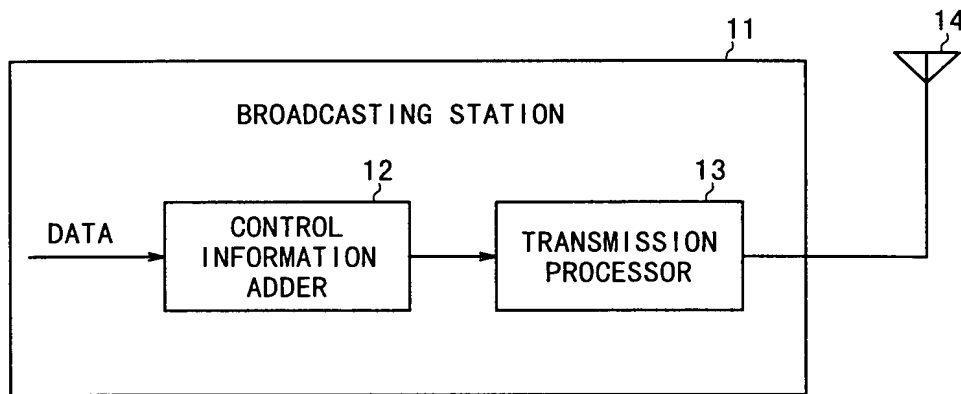 11
14
BROADCASTING STATION
12
13
DATA
CONTROL
INFORMATION
ADDER
TRANSMISSION
PROCESSOR